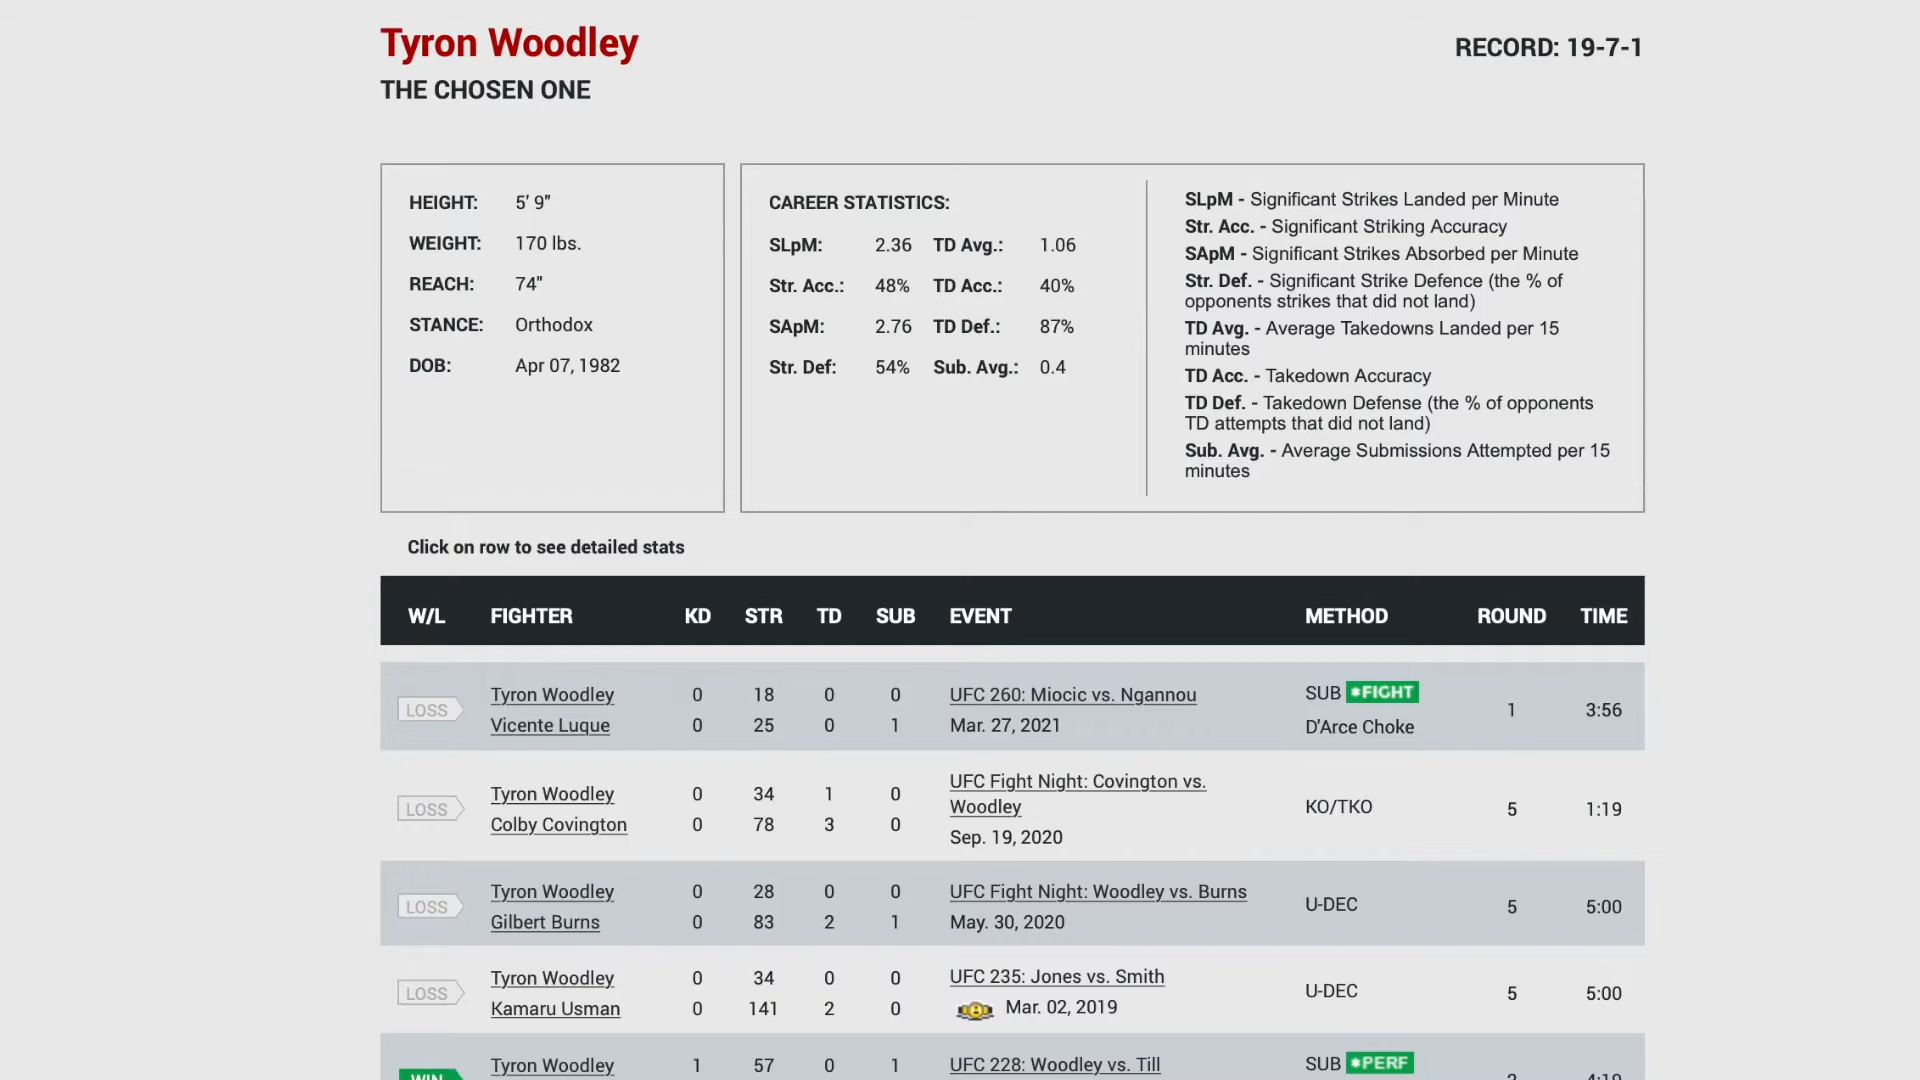 Tyron Woodley
RECORD: 19-7-1
THE CHOSEN ONE
HEIGHT: 5' 9"
WEIGHT: 170 lbs.
REACH: 74"
STANCE: Orthodox
DOB: Apr 07, 1982
CAREER STATISTICS:
SLpM: 2.36 TD Avg.: 1.06
Str. Acc.: 48% TD Acc.: 40%
SApM: 2.76 TD Def.: 87%
Str. Def: 54% Sub. Avg.: 0.4
SLpM - Significant Strikes Landed per Minute
Str. Acc. - Significant Striking Accuracy
SApM - Significant Strikes Absorbed per Minute
Str. Def. - Significant Strike Defence (the % of
opponents strikes that did not land)
TD Avg. - Average Takedowns Landed per 15
minutes
TD Acc. - Takedown Accuracy
TD Def. - Takedown Defense (the % of opponents
TD attempts that did not land)
Sub. Avg. - Average Submissions Attempted per 15
minutes
Click on row to see detailed stats
W/L FIGHTER KD STR TD SUB EVENT METHOD ROUND TIME
LOSS
Tyron Woodley 0 18 0 0 UFC 260: Miocic vs. Ngannou SUB *FIGHT
Vicente Luque 0 25 0 1 Mar. 27, 2021 D'Arce Choke
1 3:56
LOSS
Tyron Woodley 0 34 1 0 UFC Fight Night: Covington vs.
Woodley
Colby Covington 0 78 3 0 Sep. 19, 2020
KO/TKO 5 1:19
LOSS
Tyron Woodley 0 28 0 0 UFC Fight Night: Woodley vs. Burns
Gilbert Burns 0 83 2 1 May. 30, 2020
U-DEC 5 5:00
LOSS
Tyron Woodley 0 34 0 0 UFC 235: Jones vs. Smith
Kamaru Usman 0 141 2 0 Mar. 02, 2019
U-DEC 5 5:00
WIN
Tyron Woodley 1 57 0 1 UFC 228: Woodley vs. Till SUB *PERF